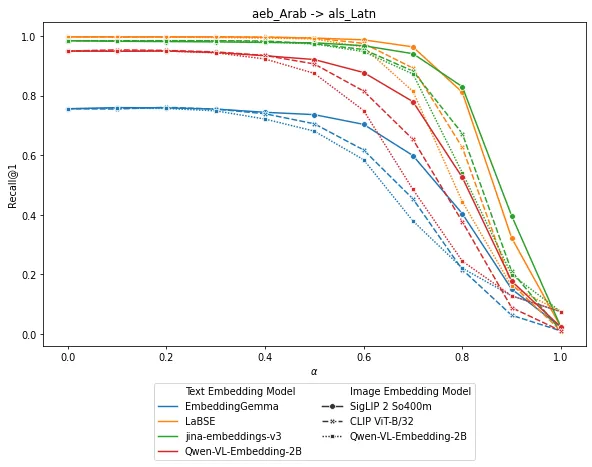 aeb_Arab -> als_Latn
1.0
0.8
0.6
0.4
0.2
0.0
Recall@1
0.0 0.2 0.4 0.6 0.8 1.0
α
Text Embedding Model
EmbeddingGemma
LaBSE
jina-embeddings-v3
Qwen-VL-Embedding-2B
Image Embedding Model
SigLIP 2 So400m
CLIP ViT-B/32
Qwen-VL-Embedding-2B